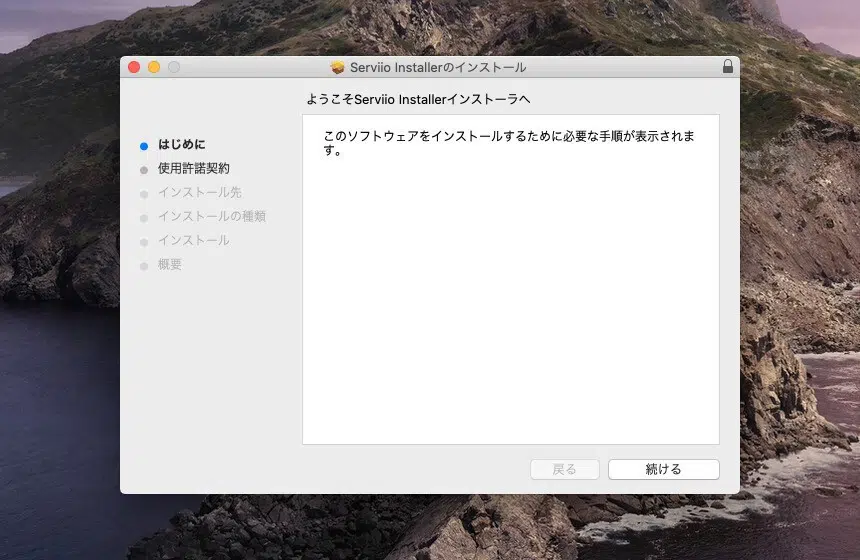 Serviio Installerのインストール
ようこそServiio Installerインストーラへ
はじめに
使用許諾契約
インストール先
インストールの種類
インストール
概要
このソフトウェアをインストールするために必要な手順が表示されま
す。
戻る
続ける